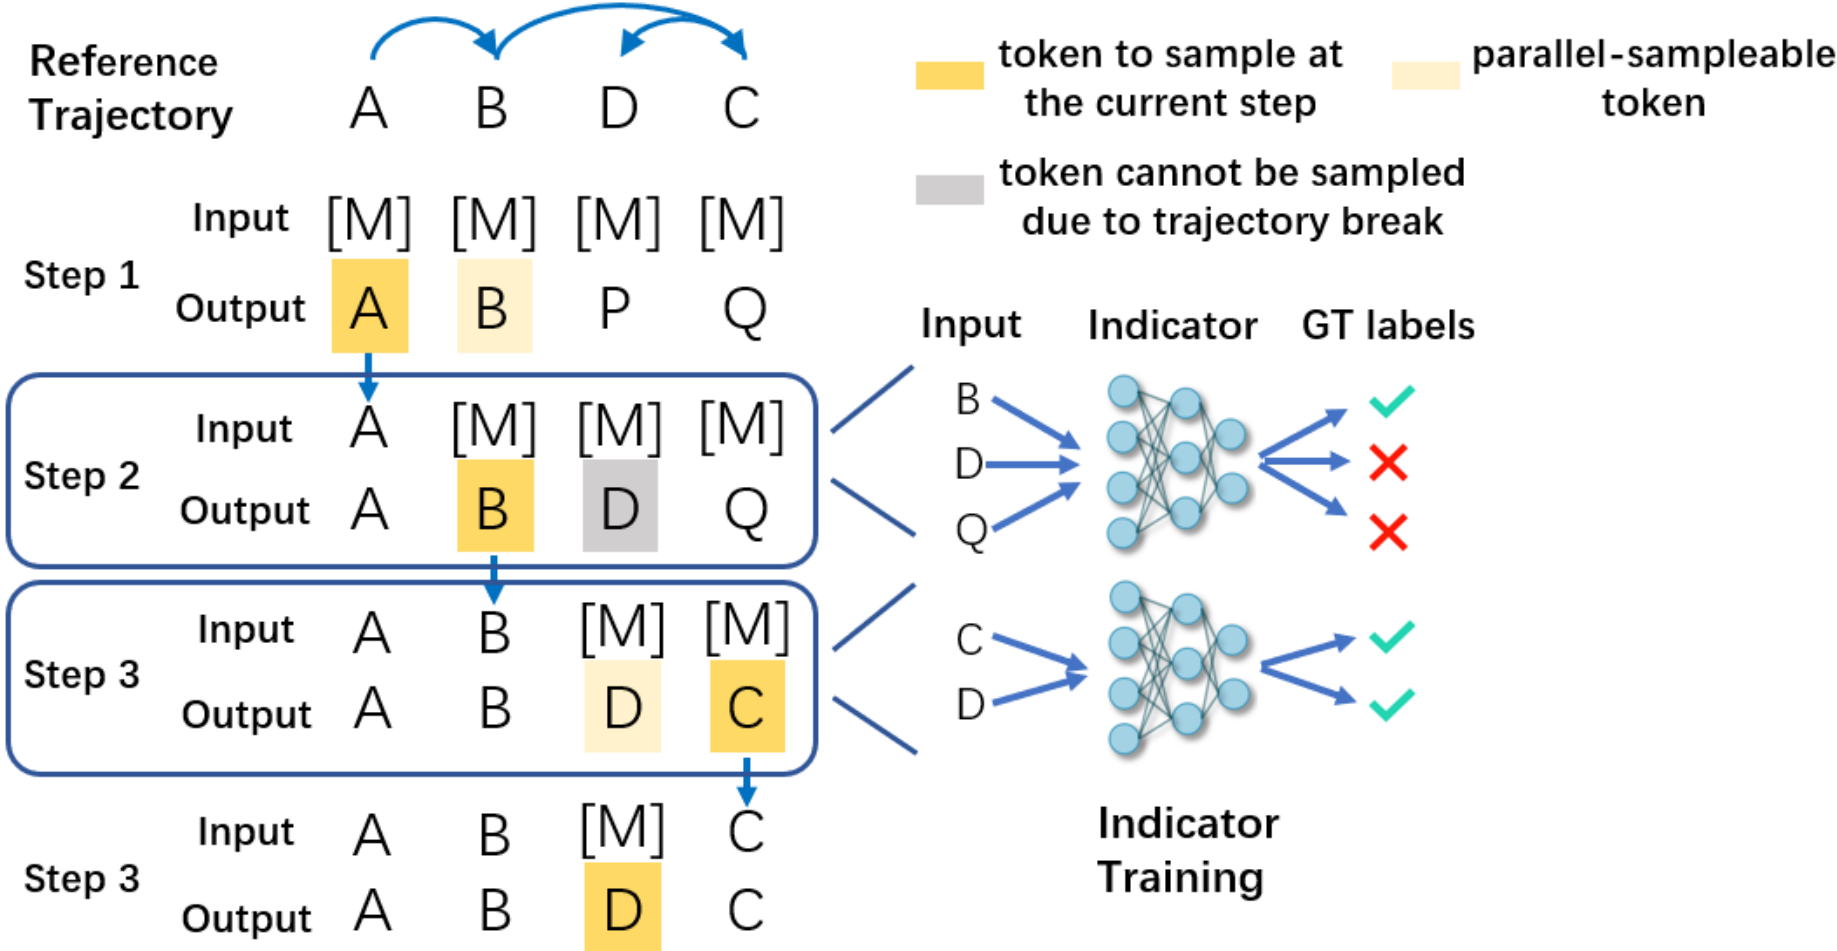 Reference
Trajectory
A B D C
token to sample at
the current step
parallel-sampleable
token
token cannot be sampled
due to trajectory break
Step 1
Input [M] [M] [M] [M]
Output A B P Q
Step 2
Input A [M] [M] [M]
Output A B D Q
Step 3
Input A B [M] [M]
Output A B D C
Step 3
Input A B [M] C
Output A B D C
Input Indicator GT labels
B
D
Q
C
D
Indicator
Training